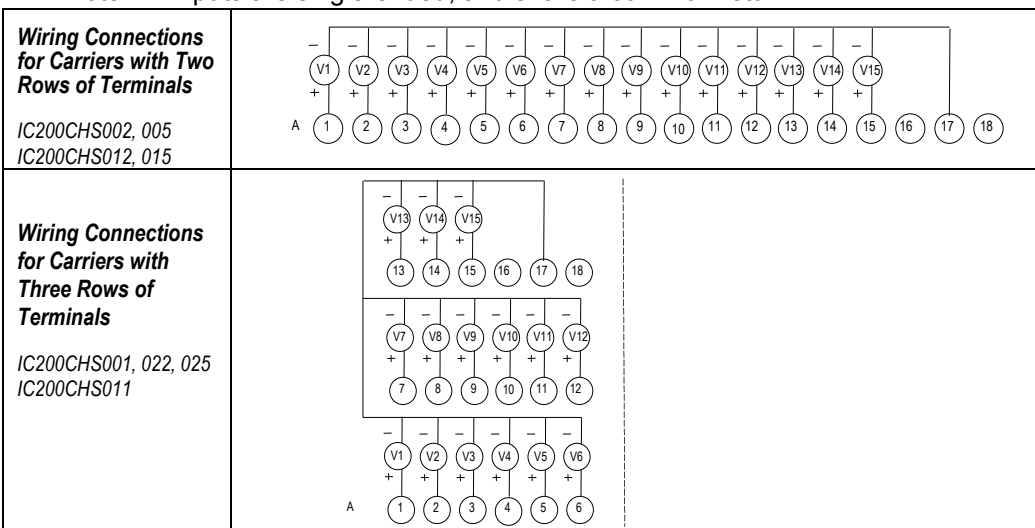 Wiring Connections
for Carriers with Two
Rows of Terminals
IC200CHS002, 005
IC200CHS012, 015
– – – – – – – – – – – – – – –
V1 V2 V3 V4 V5 V6 V7 V8 V9 V10 V11 V12 V13 V14 V15
+ + + + + + + + + + + + + + +
A 1 2 3 4 5 6 7 8 9 10 11 12 13 14 15 16 17 18
Wiring Connections
for Carriers with
Three Rows of
Terminals
IC200CHS001, 022, 025
IC200CHS011
– – –
V13 V14 V15
+ + +
13 14 15 16 17 18
– – – – – –
V7 V8 V9 V10 V11 V12
+ + + + + +
7 8 9 10 11 12
– – – – – –
V1 V2 V3 V4 V5 V6
+ + + + + +
A 1 2 3 4 5 6